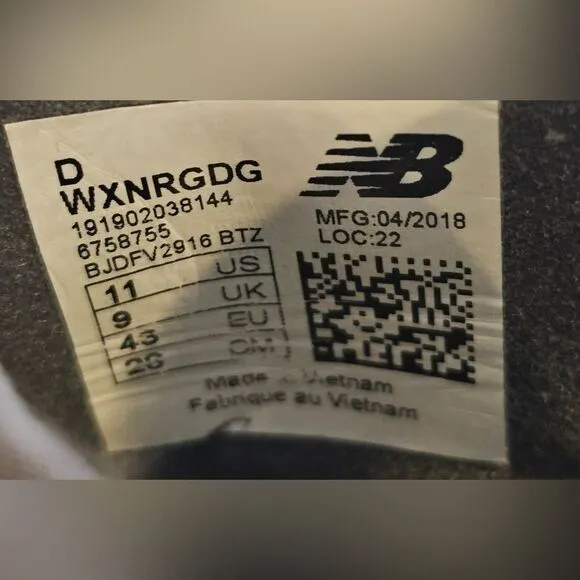 D
WXNRGDG
191902038144
6758755
BJDFV2916 BTZ
11 US
9 UK
43 EU
28 CM
NB
MFG:04/2018
LOC:22
Made in Vietnam
Fabriqué au Vietnam